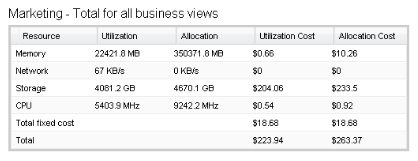 Marketing - Total for all business views
Resource Utilization Allocation Utilization Cost Allocation Cost
Memory 22421.8 MB 350371.8 MB $0.66 $10.26
Network 67 KB/s 0 KB/s $0 $0
Storage 4081.2 GB 4670.1 GB $204.06 $233.5
CPU 5403.9 MHz 9242.2 MHz $0.54 $0.92
Total fixed cost $18.68 $18.68
Total $223.94 $263.37